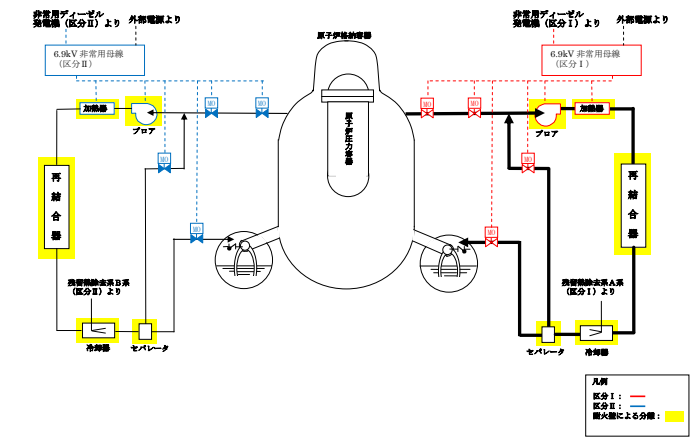 非常用ディーゼル
発電機（区分Ⅱ）より
外部電源より
6.9kV 非常用母線
（区分Ⅱ）
原子炉格納容器
非常用ディーゼル
発電機（区分Ⅰ）より
外部電源より
6.9kV 非常用母線
（区分Ⅰ）
MO
MO
MO
MO
MO
MO
MO
MO
加熱器
ブロア
原子炉圧力容器
ブロア
加熱器
再結合器
再結合器
残留熱除去系B系
（区分Ⅱ）より
残留熱除去系A系
（区分Ⅰ）より
冷却器
セパレータ
セパレータ
冷却器
凡例
区分Ⅰ：
区分Ⅱ：
耐火壁による分離：